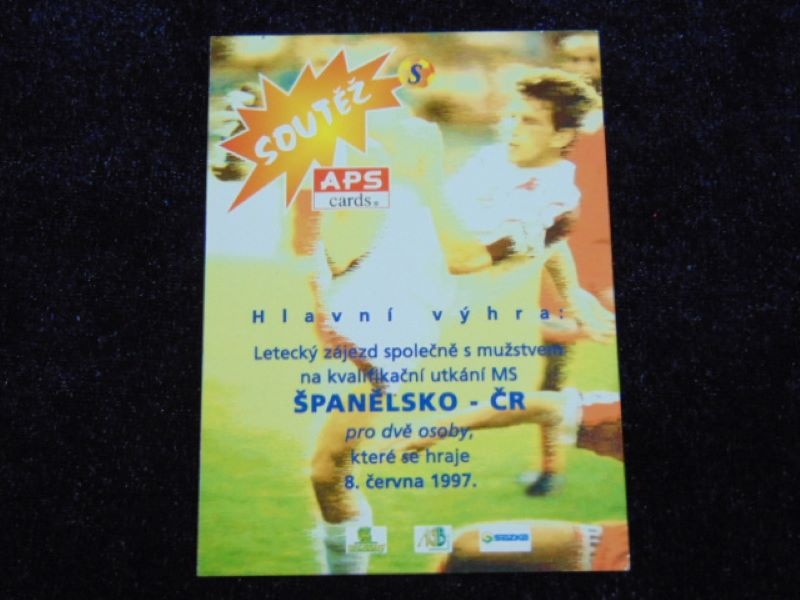 SOUTĚŽ
S
APS
cards®
Hlavní výhra:
Letecký zájezd společně s mužstvem
na kvalifikační utkání MS
ŠPANĚLSKO - ČR
pro dvě osoby,
které se hraje
8. června 1997.
SAZKA